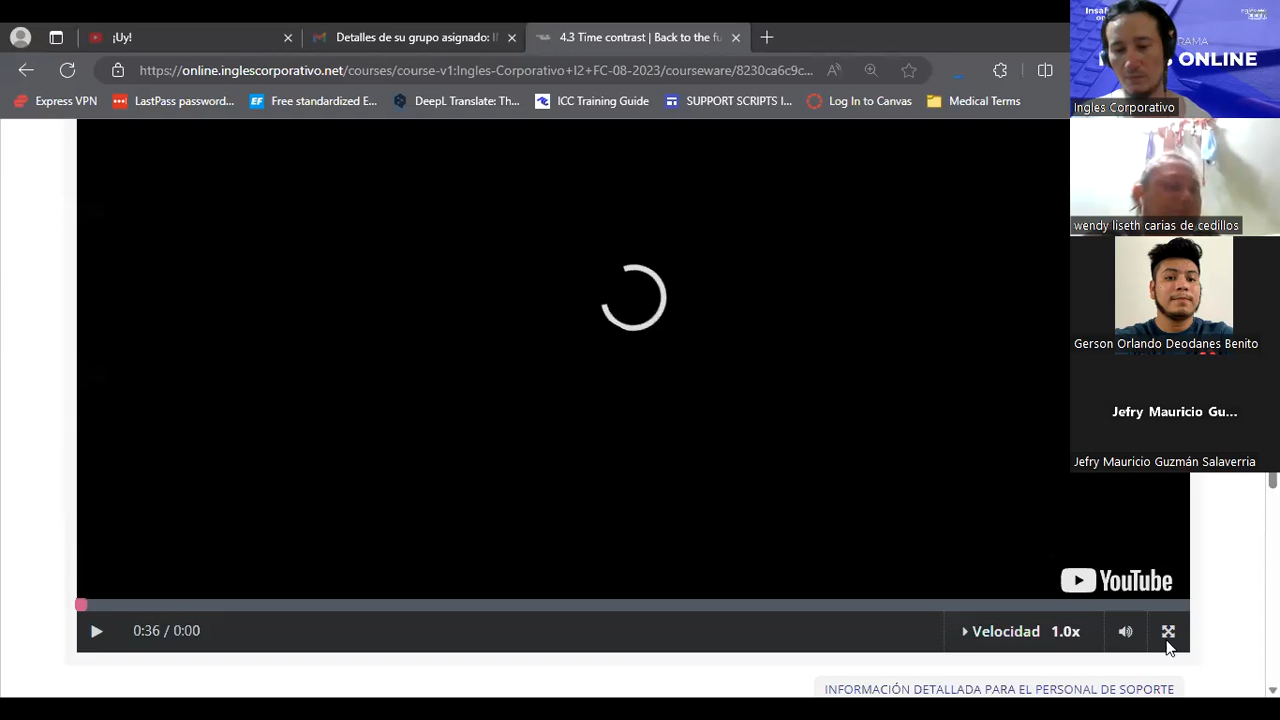 ¡Uy!
Detalles de su grupo asignado: If
4.3 Time contrast | Back to the fu
https://online.inglescorporativo.net/courses/course-v1:Ingles-Corporativo+I2+FC-08-2023/courseware/8230ca6c9c...
Express VPN
LastPass password...
EF Free standardized E...
DeepL Translate: Th...
ICC Training Guide
SUPPORT SCRIPTS I...
Log In to Canvas
Medical Terms
ONLINE
Ingles Corporativo
wendy liseth carias de cedillos
Gerson Orlando Deodanes Benito
Jefry Mauricio Gu...
Jefry Mauricio Guzmán Salaverria
YouTube
0:36 / 0:00
Velocidad 1.0x
INFORMACIÓN DETALLADA PARA EL PERSONAL DE SOPORTE